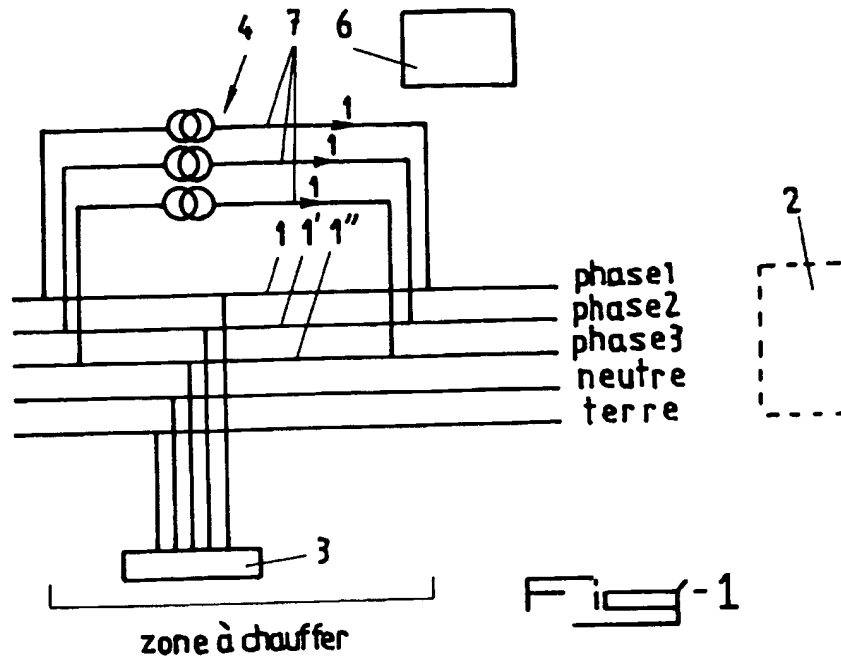 4 7 6
1
1
1
1 1' 1"
2
phase1
phase2
phase3
neutre
terre
3
Fig-1
zone à chauffer